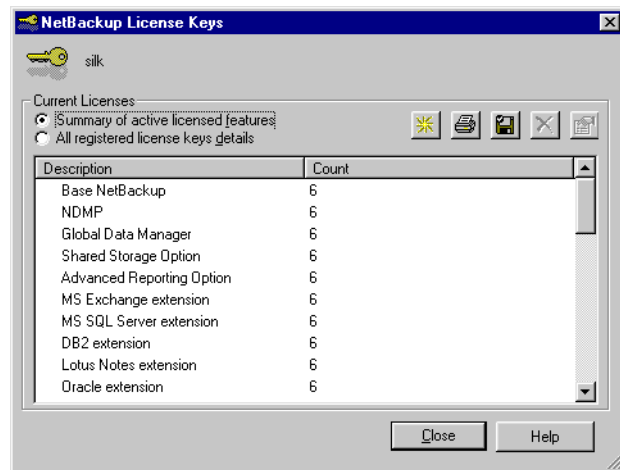 NetBackup License Keys
silk
Current Licenses
Summary of active licensed features
All registered license keys details
Description Count
Base NetBackup 6
NDMP 6
Global Data Manager 6
Shared Storage Option 6
Advanced Reporting Option 6
MS Exchange extension 6
MS SQL Server extension 6
DB2 extension 6
Lotus Notes extension 6
Oracle extension 6
Close Help